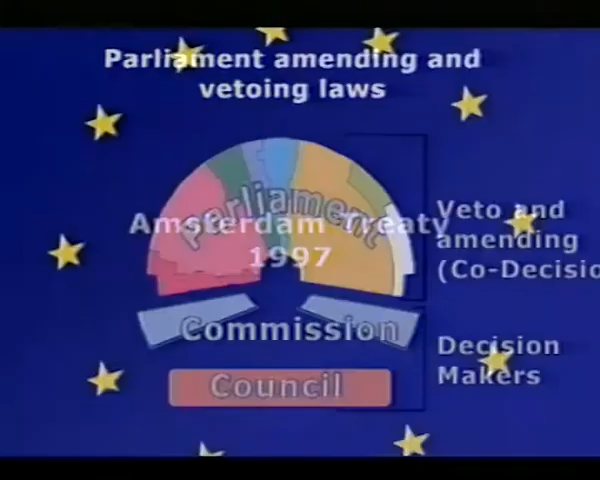 Parliament amending and
vetoing laws
Parliament
Amsterdam Treaty
1997
Veto and
amending
(Co-Decisio
Commission
Decision
Makers
Council